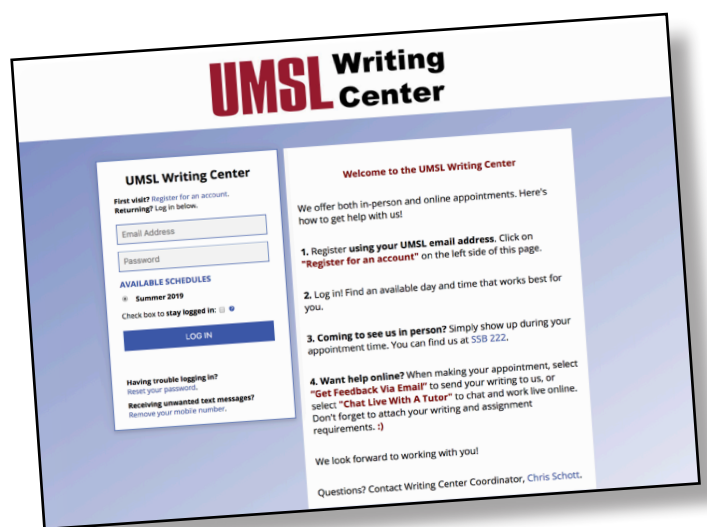 UMSL Writing
Center
UMSL Writing Center
First visit? Register for an account.
Returning? Log in below.
Email Address
Password
AVAILABLE SCHEDULES
Summer 2019
Check box to stay logged in:
LOG IN
Having trouble logging in?
Reset your password.
Receiving unwanted text messages?
Remove your mobile number.
Welcome to the UMSL Writing Center
We offer both in-person and online appointments. Here's
how to get help with us!
1. Register using your UMSL email address. Click on
"Register for an account" on the left side of this page.
2. Log in! Find an available day and time that works best for
you.
3. Coming to see us in person? Simply show up during your
appointment time. You can find us at SSB 222.
4. Want help online? When making your appointment, select
"Get Feedback Via Email" to send your writing to us, or
select "Chat Live With A Tutor" to chat and work live online.
Don't forget to attach your writing and assignment
requirements. :)
We look forward to working with you!
Questions? Contact Writing Center Coordinator, Chris Schott.